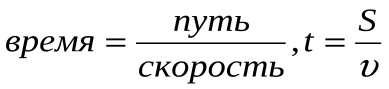 время = путь / скорость, t = S / υ